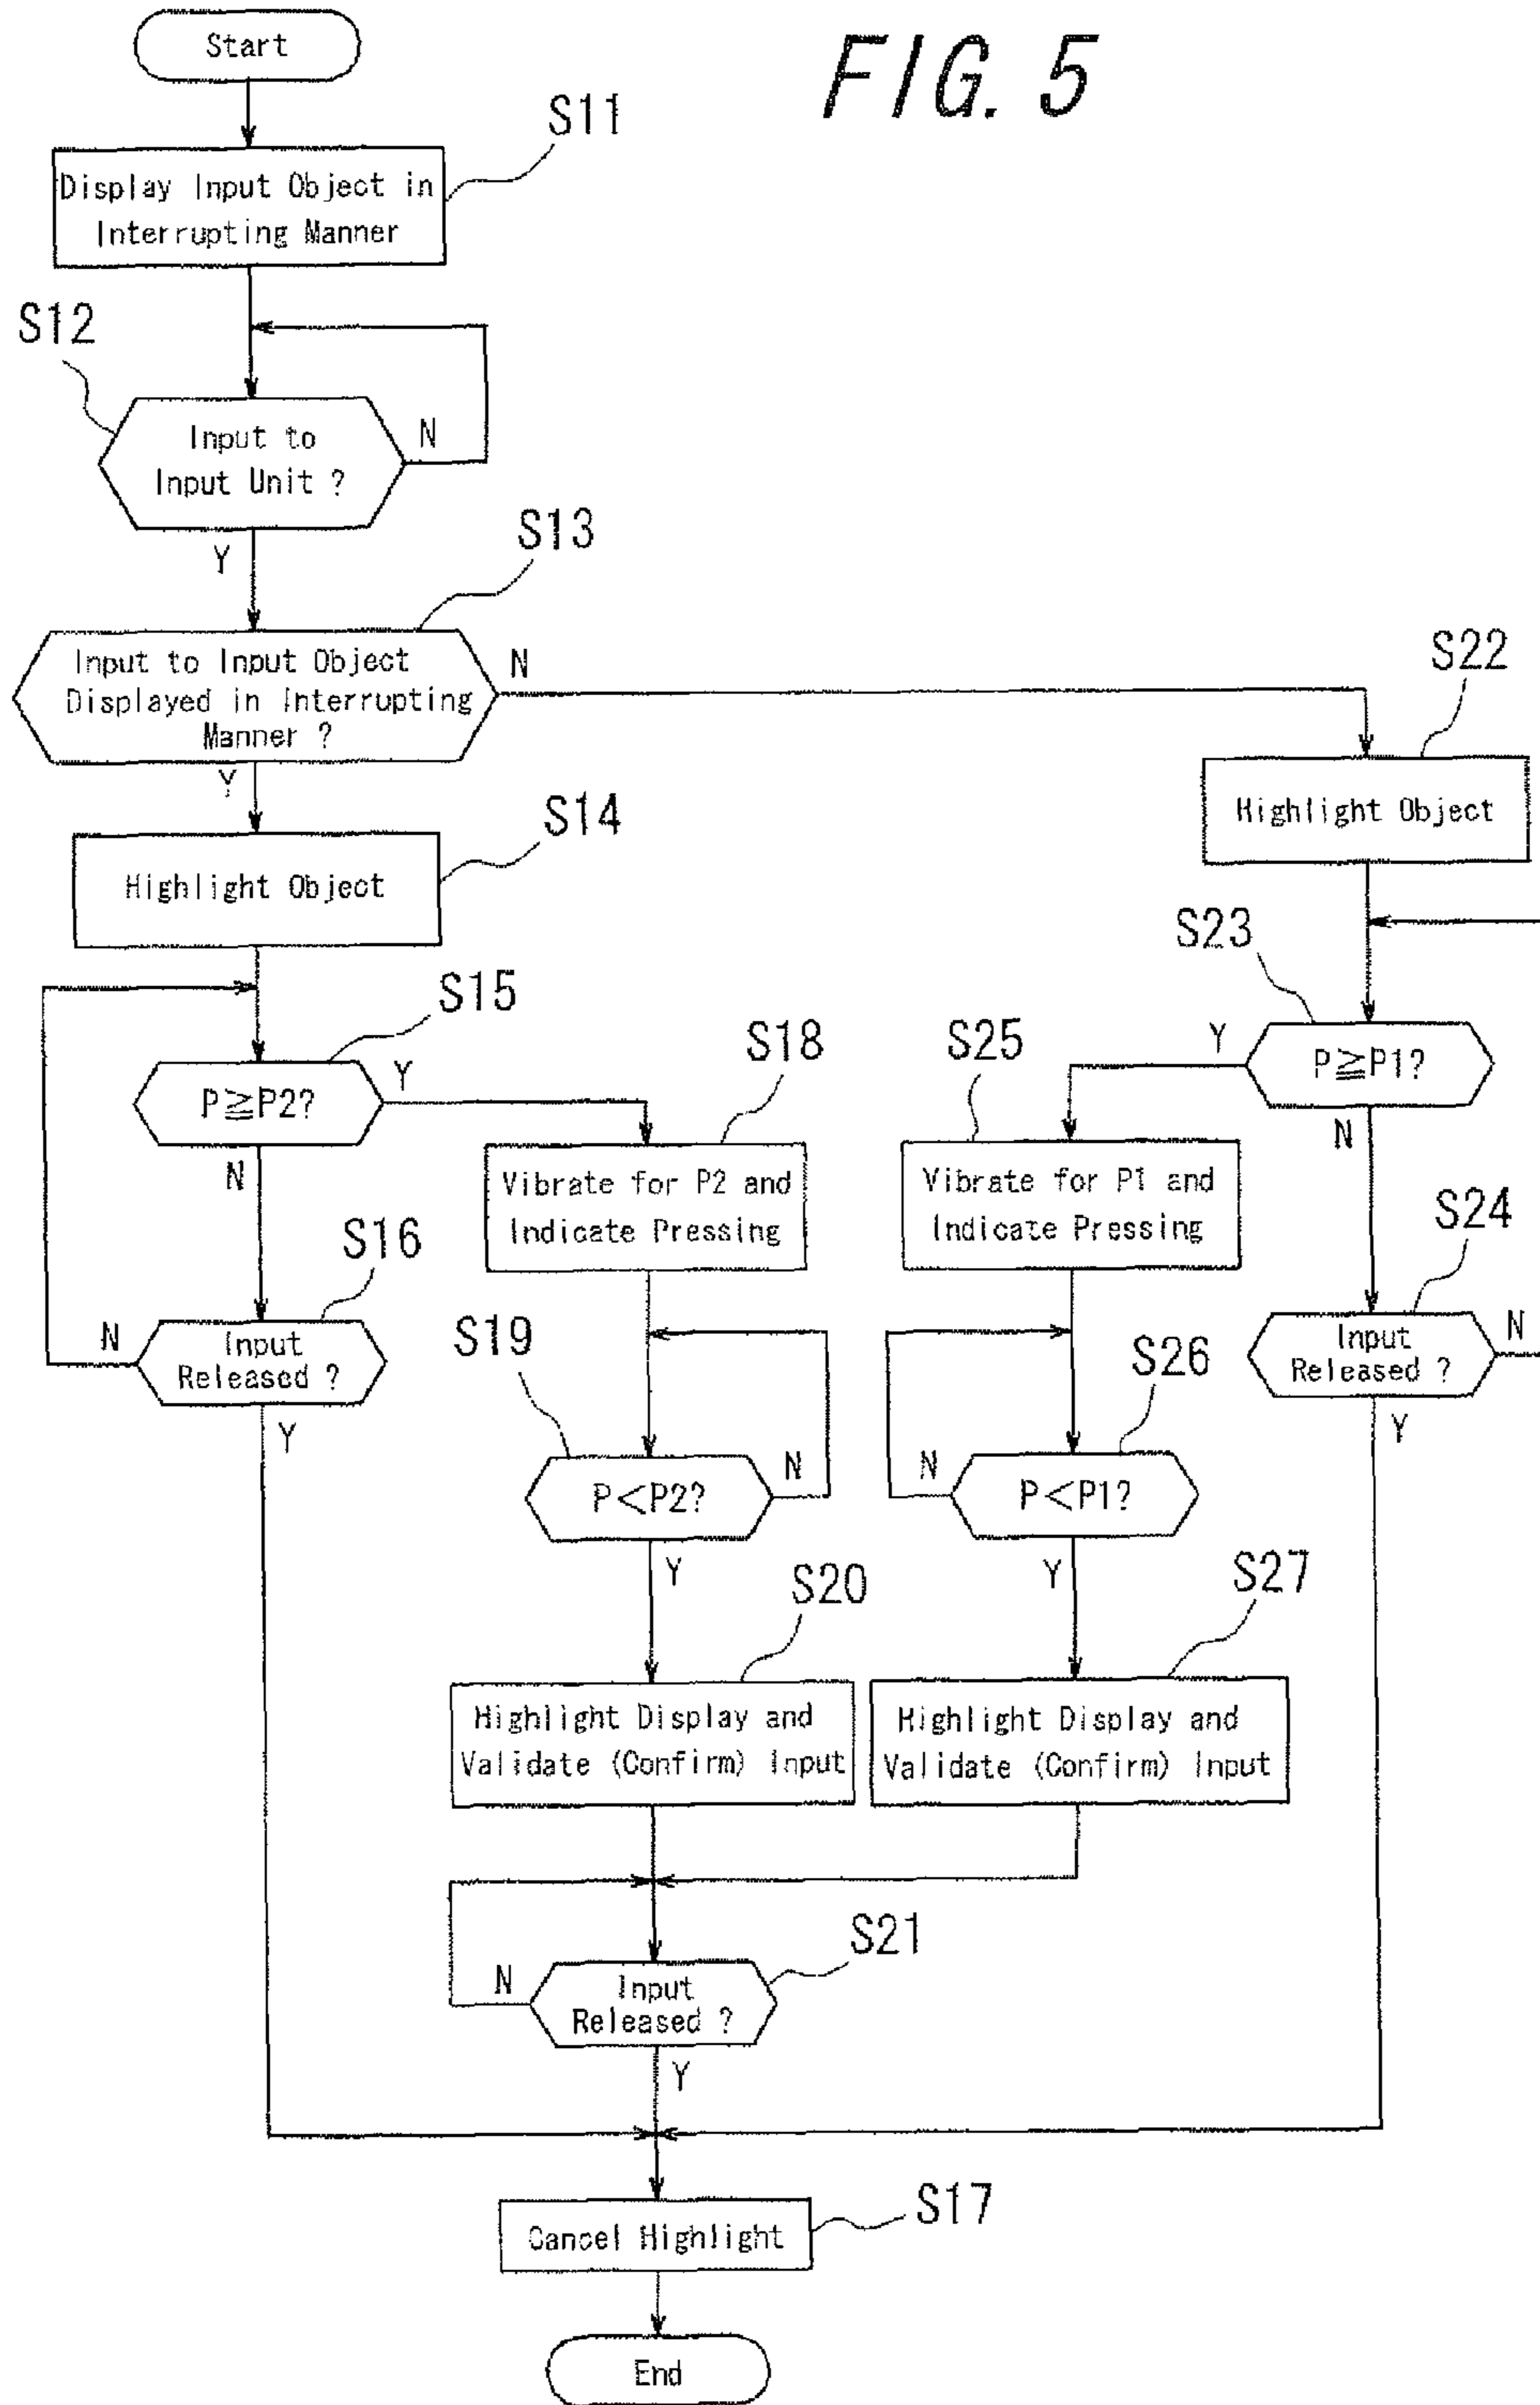 FIG. 5
Start
S11
Display Input Object in
Interrupting Manner
S12
Input to
Input Unit ?
N
Y
S13
Input to Input Object
Displayed in Interrupting
Manner ?
N
Y
S22
Highlight Object
S14
Highlight Object
S23
P≧P1?
Y
N
S15
P≧P2?
Y
N
S18
Vibrate for P2 and
Indicate Pressing
S25
Vibrate for P1 and
Indicate Pressing
S24
Input
Released ?
N
Y
S16
Input
Released ?
N
Y
S19
P<P2?
N
Y
S26
P<P1?
N
Y
S20
Highlight Display and
Validate (Confirm) Input
S27
Highlight Display and
Validate (Confirm) Input
S21
Input
Released ?
N
Y
S17
Cancel Highlight
End